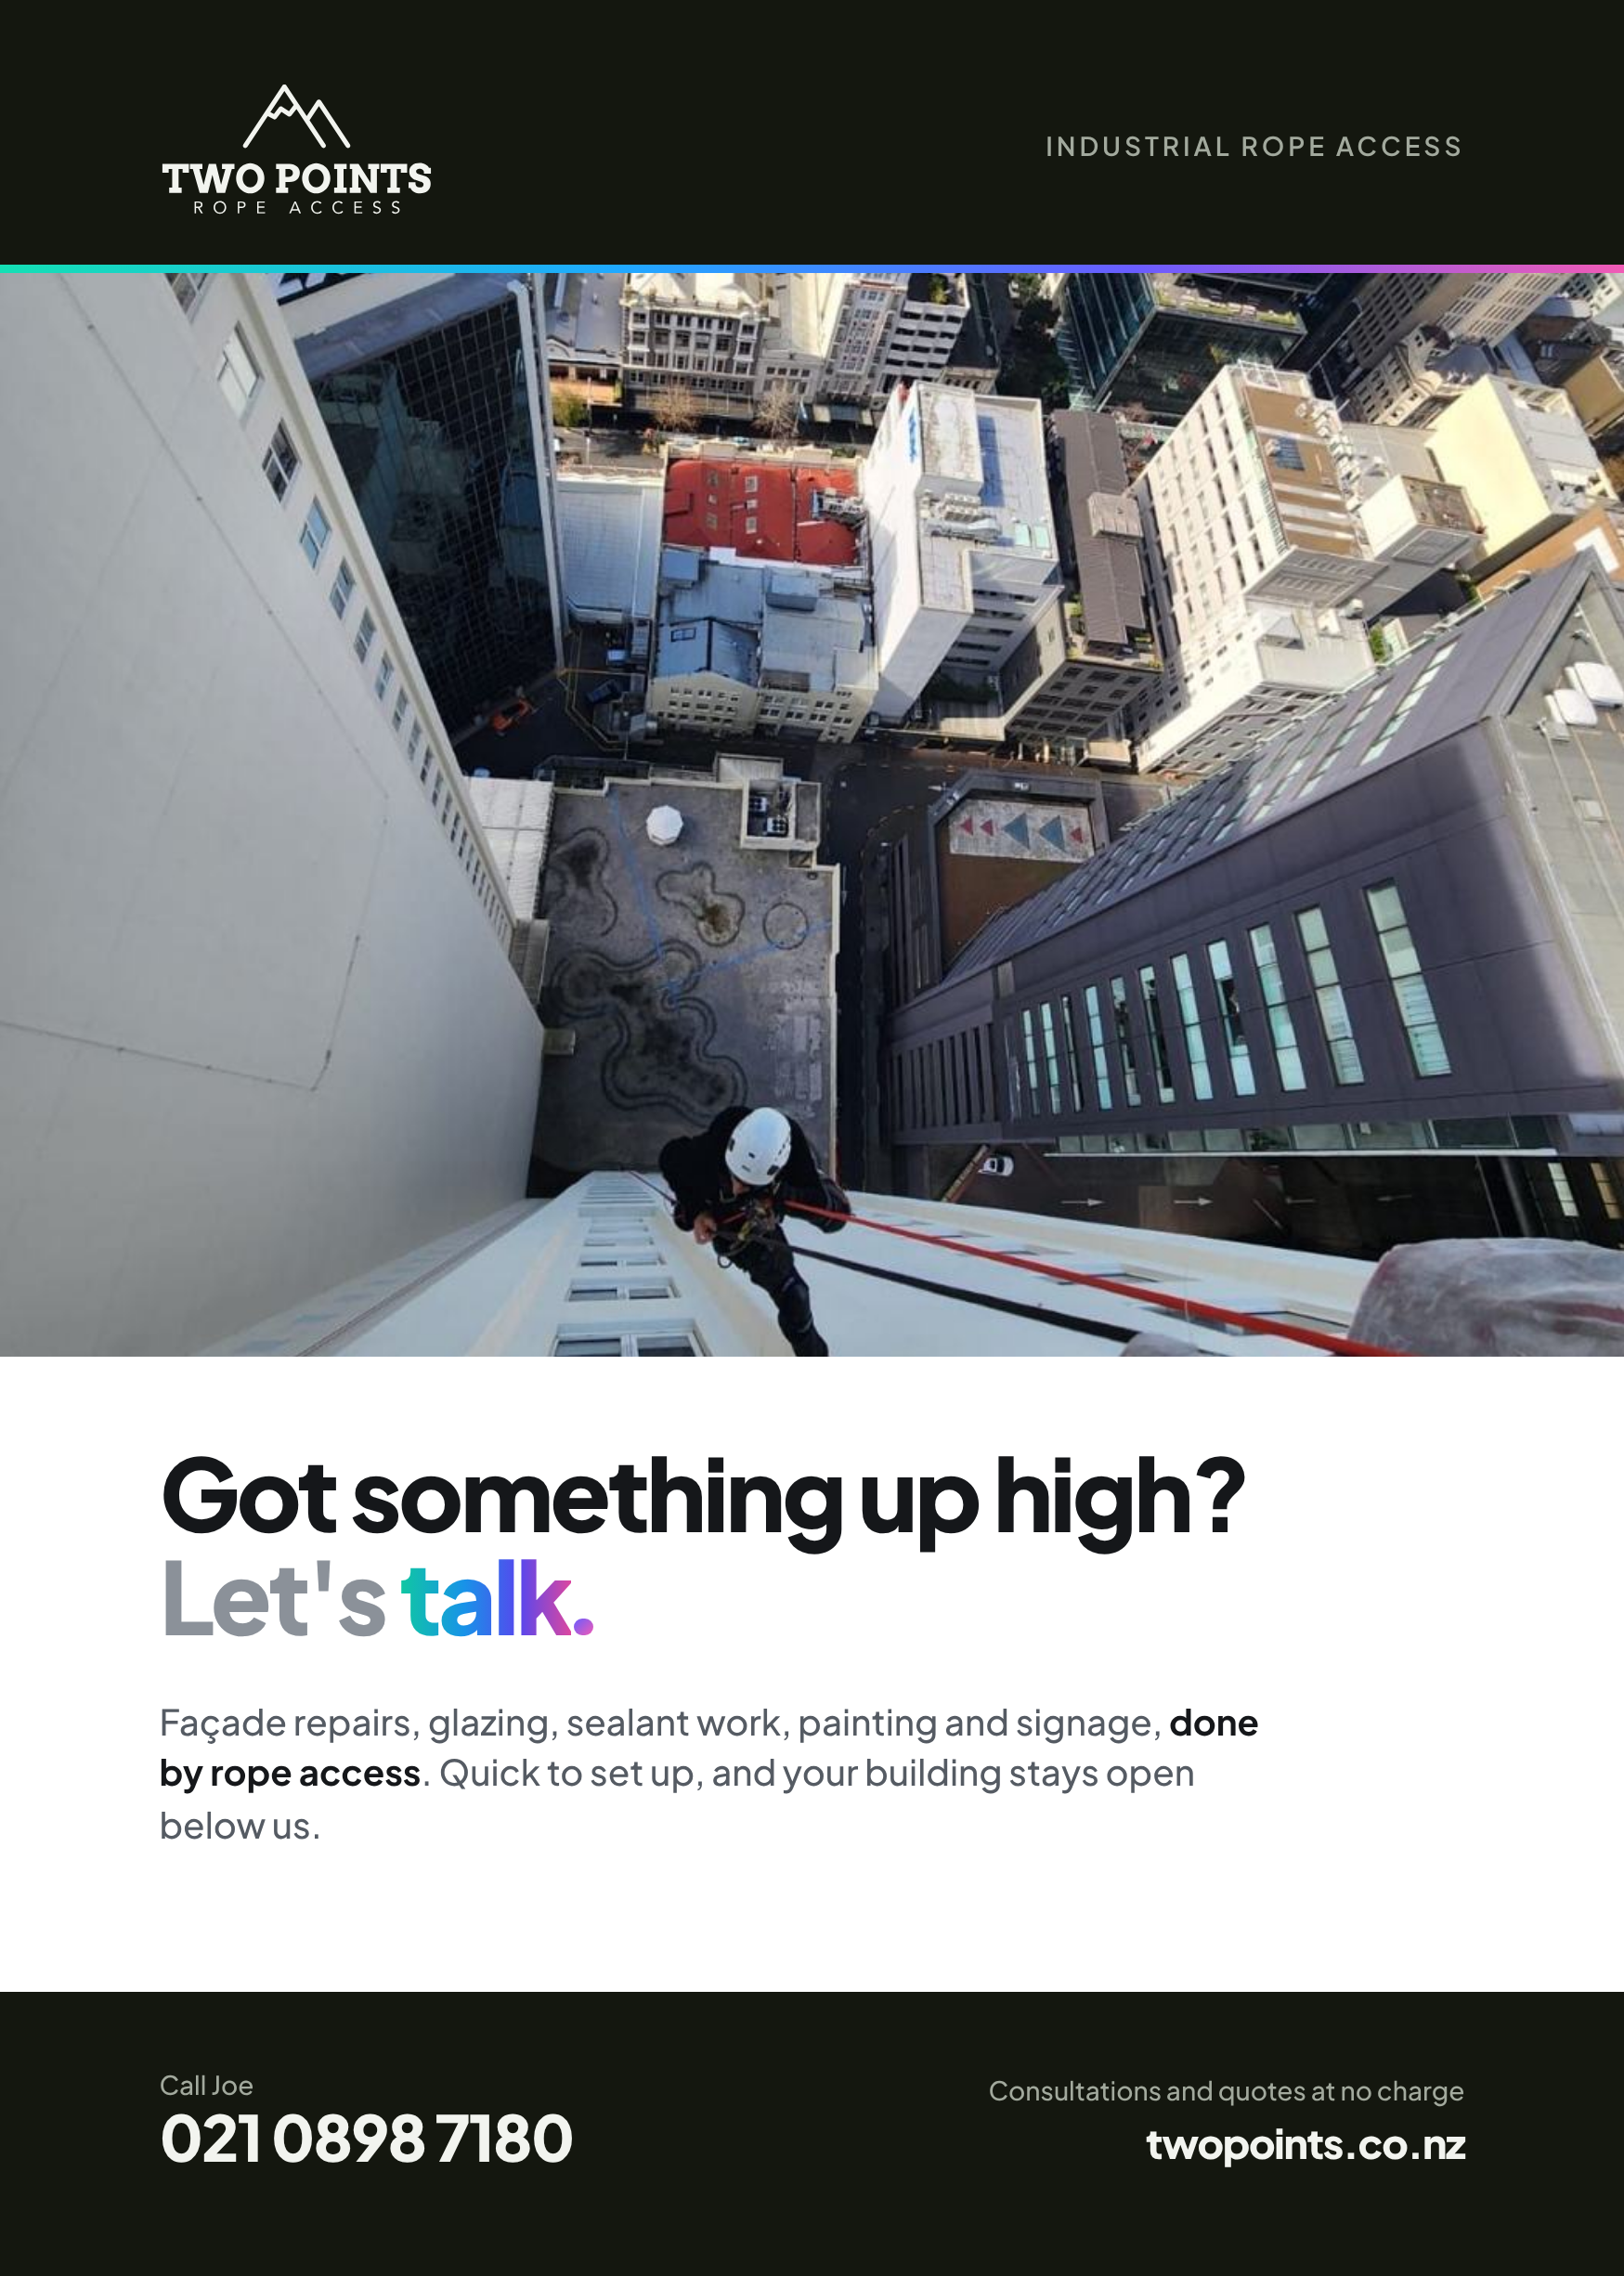 TWO POINTS
ROPE ACCESS
INDUSTRIAL ROPE ACCESS
Got something up high?
Let's talk.
Façade repairs, glazing, sealant work, painting and signage, done
by rope access. Quick to set up, and your building stays open
below us.
Call Joe
021 0898 7180
Consultations and quotes at no charge
twopoints.co.nz